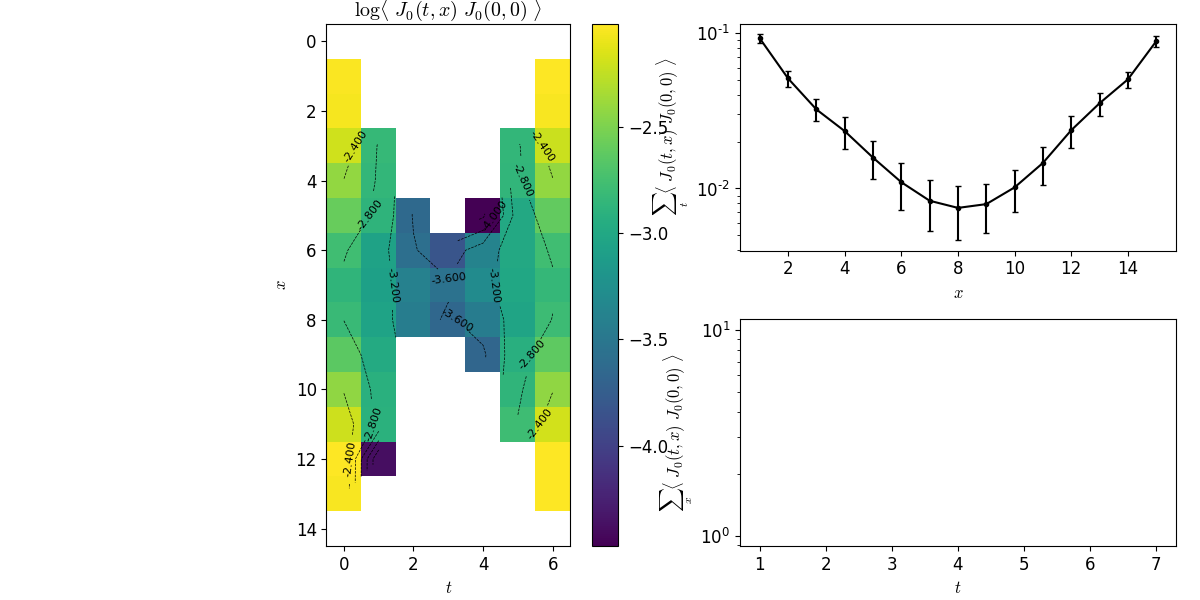 log⟨ J₀(t, x) J₀(0, 0) ⟩
0
2
4
6
8
10
12
14
x
0 2 4 6
t
-2.400
-2.400
-2.800
-2.800
-4.000
-3.200
-3.600
-3.200
-3.600
-2.800
-2.800
-2.400
-2.400
−2.5
−3.0
−3.5
−4.0
∑ₜ⟨ J₀(t, x) J₀(0, 0) ⟩
10⁻¹
10⁻²
2 4 6 8 10 12 14
x
∑ₓ⟨ J₀(t, x) J₀(0, 0) ⟩
10¹
10⁰
1 2 3 4 5 6 7
t